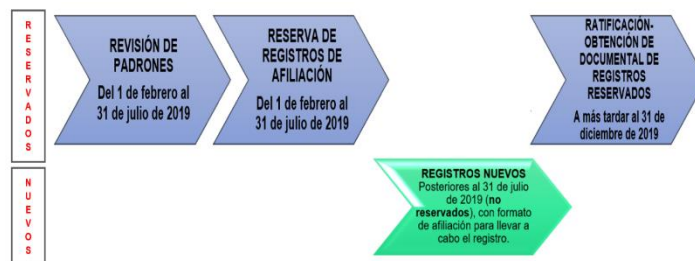 RESERVADOS
REVISIÓN DE
PADRONES
Del 1 de febrero al
31 de julio de 2019
RESERVA DE
REGISTROS DE
AFILIACIÓN
Del 1 de febrero al
31 de julio de 2019
RATIFICACIÓN-
OBTENCIÓN DE
DOCUMENTAL DE
REGISTROS
RESERVADOS
A más tardar al 31 de
diciembre de 2019
NUEVOS
REGISTROS NUEVOS
Posteriores al 31 de julio
de 2019 (no
reservados), con formato
de afiliación para llevar a
cabo el registro.